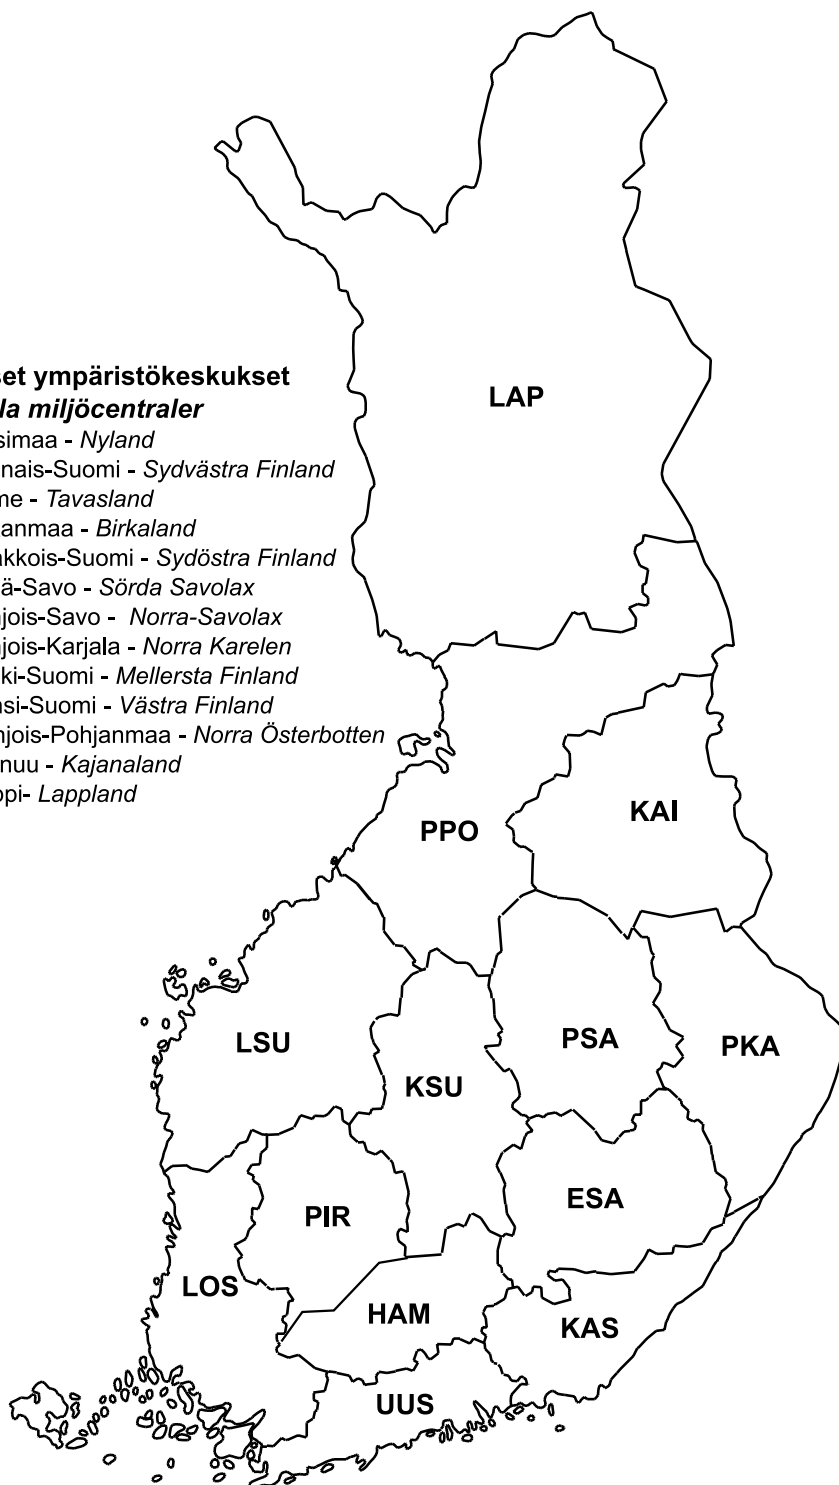 set ympäristökeskukset
la miljöcentraler
simaa - Nyland
nais-Suomi - Sydvästra Finland
me - Tavasland
anmaa - Birkaland
akkois-Suomi - Sydöstra Finland
lä-Savo - Sörda Savolax
jois-Savo - Norra-Savolax
jois-Karjala - Norra Karelen
ki-Suomi - Mellersta Finland
nsi-Suomi - Västra Finland
hjois-Pohjanmaa - Norra Österbotten
nuu - Kajanaland
ppi- Lappland
LAP
KAI
PPO
LSU
PSA
PKA
KSU
ESA
PIR
LOS
HAM
KAS
UUS